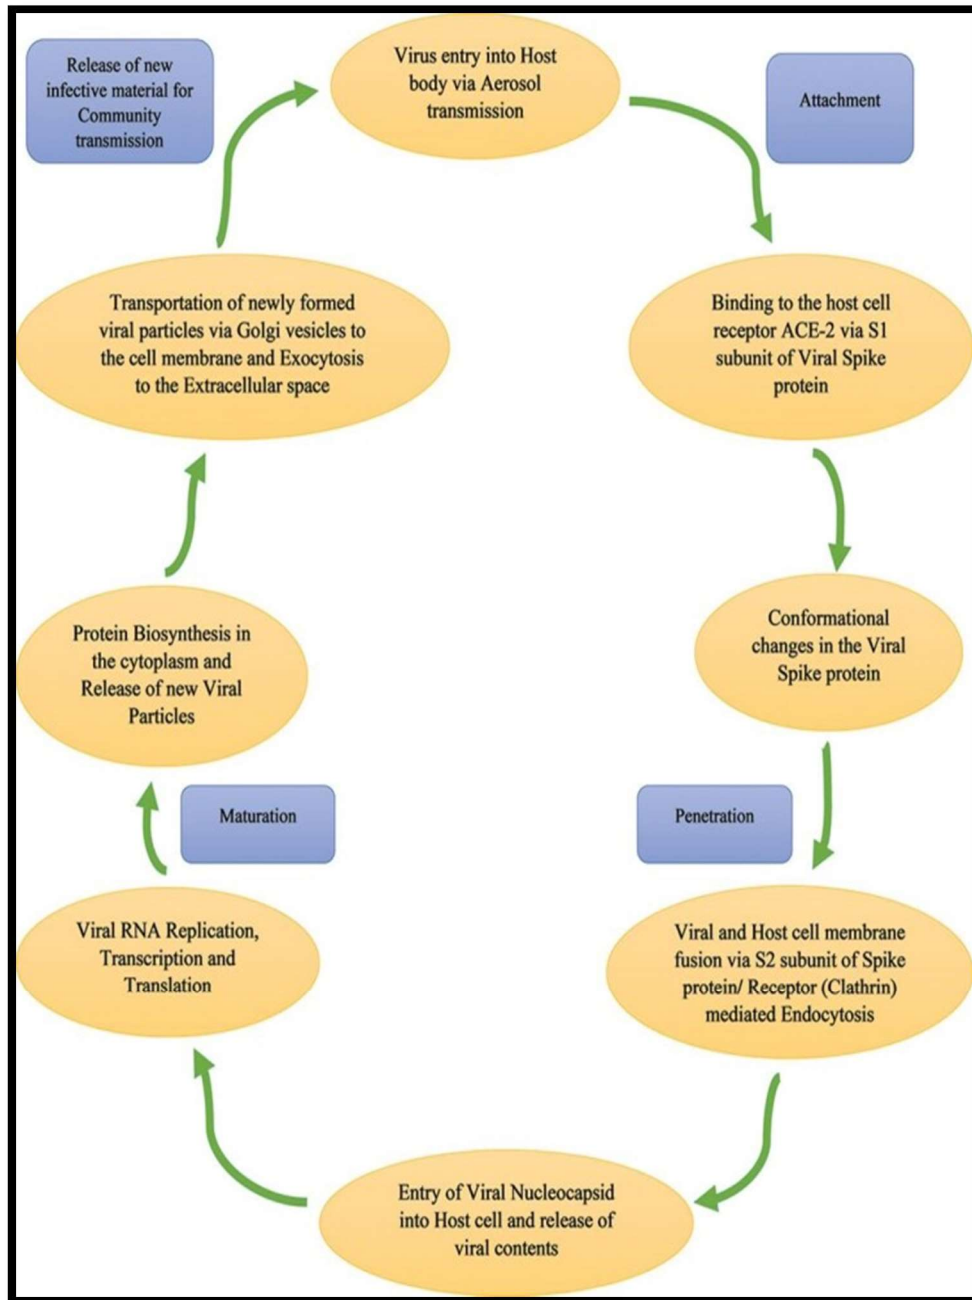 Release of new
infective material for
Community
transmission
Virus entry into Host
body via Aerosol
transmission
Attachment
Transportation of newly formed
viral particles via Golgi vesicles to
the cell membrane and Exocytosis
to the Extracellular space
Binding to the host cell
receptor ACE-2 via S1
subunit of Viral Spike
protein
Protein Biosynthesis in
the cytoplasm and
Release of new Viral
Particles
Conformational
changes in the Viral
Spike protein
Maturation
Penetration
Viral RNA Replication,
Transcription and
Translation
Viral and Host cell membrane
fusion via S2 subunit of Spike
protein/ Receptor (Clathrin)
mediated Endocytosis
Entry of Viral Nucleocapsid
into Host cell and release of
viral contents